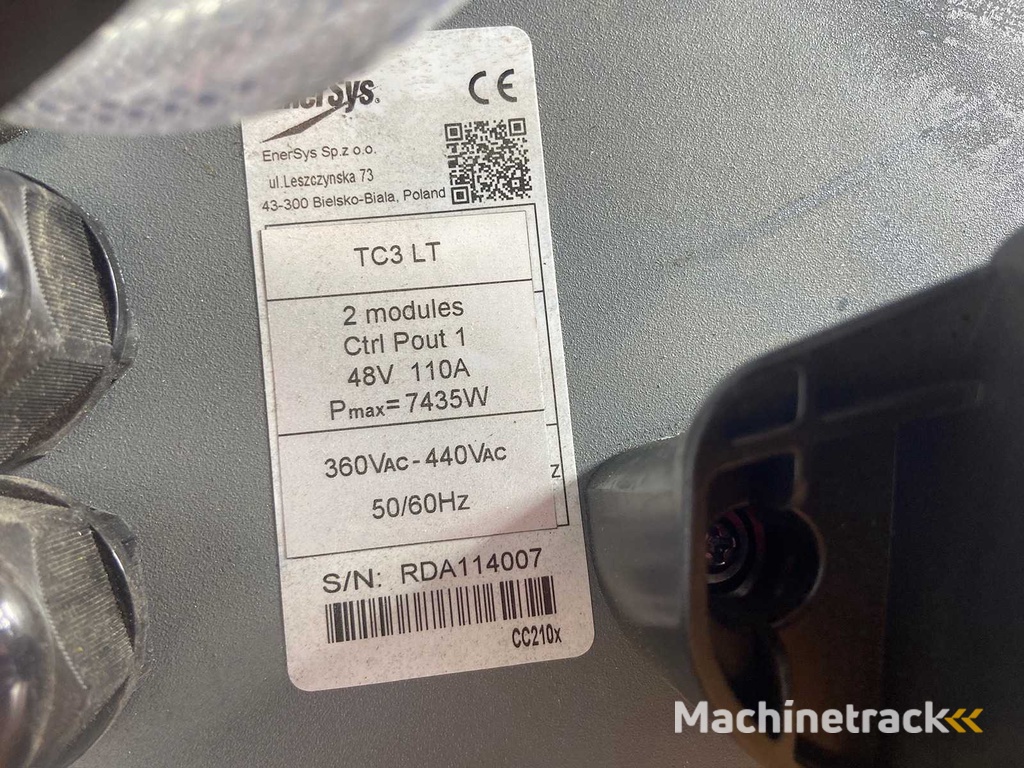 EnerSys®
CE
EnerSys Sp.z o.o.
ul.Leszczynska 73
43-300 Bielsko-Biala, Poland
TC3 LT
2 modules
Ctrl Pout 1
48V 110A
Pmax=7435W
360VAC-440VAC
50/60Hz
Z
S/N: RDA114007
CC210x
Machinetrack